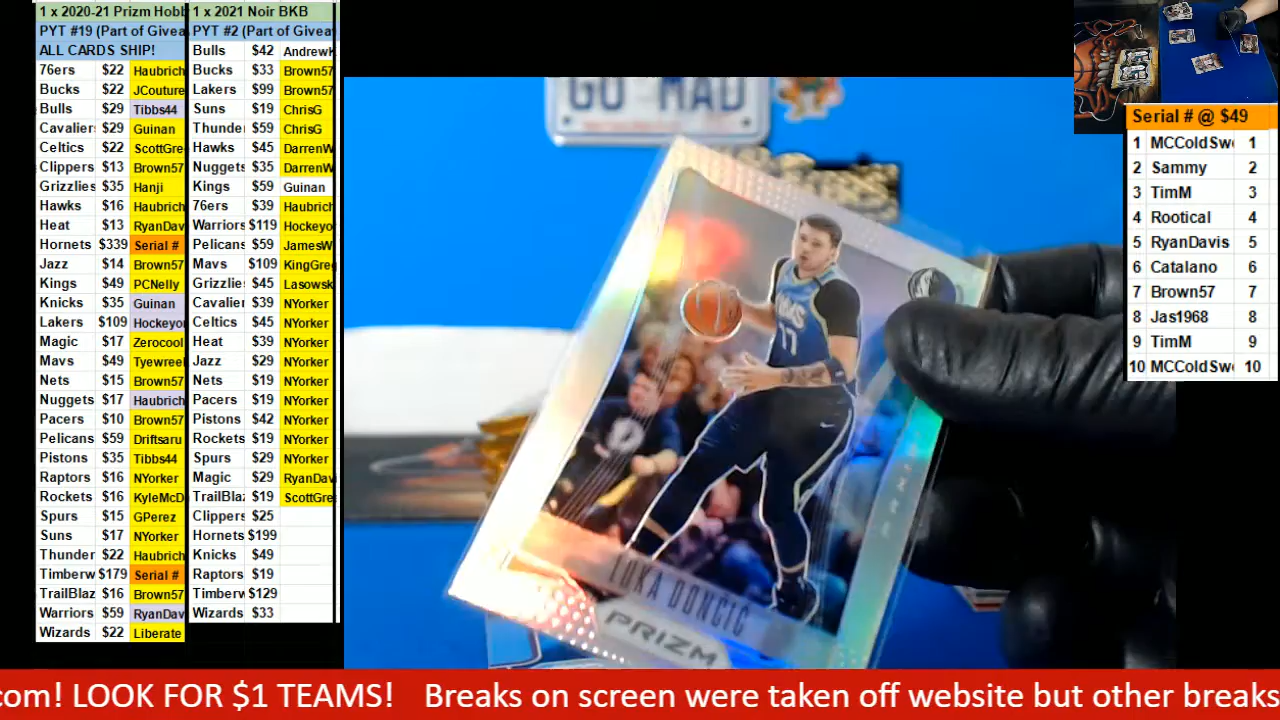 1 x 2020-21 Prizm Hobb
PYT #19 (Part of Givea
ALL CARDS SHIP!
76ers $22 Haubrich
Bucks $22 JCouture
Bulls $29 Tibbs44
Cavaliers $29 Guinan
Celtics $22 ScottGre
Clippers $13 Brown57
Grizzlies $35 Hanji
Hawks $16 Haubrich
Heat $13 RyanDav
Hornets $339 Serial #
Jazz $14 Brown57
Kings $49 PCNelly
Knicks $35 Guinan
Lakers $109 Hockeyo
Magic $17 Zerocool
Mavs $49 Tyewree
Nets $15 Brown57
Nuggets $17 Haubrich
Pacers $10 Brown57
Pelicans $59 Driftsaru
Pistons $35 Tibbs44
Raptors $16 NYorker
Rockets $16 KyleMcD
Spurs $15 GPerez
Suns $17 NYorker
Thunder $22 Haubrich
Timberw $179 Serial #
TrailBlaz $16 Brown57
Warriors $59 RyanDav
Wizards $22 Liberate
1 x 2021 Noir BKB
PYT #2 (Part of Giveav
Bulls $42 AndrewK
Bucks $33 Brown57
Lakers $99 Brown57
Suns $19 ChrisG
Thunde $59 ChrisG
Hawks $45 DarrenW
Nuggets $35 DarrenW
Kings $59 Guinan
76ers $39 Haubrich
Warriors $119 Hockeyo
Pelicans $59 JamesW
Mavs $109 KingGre
Grizzlie $45 Lasowsk
Cavalier $39 NYorker
Celtics $45 NYorker
Heat $39 NYorker
Jazz $29 NYorker
Nets $19 NYorker
Pacers $19 NYorker
Pistons $42 NYorker
Rockets $19 NYorker
Spurs $29 NYorker
Magic $29 RyanDav
TrailBlaz $19 ScottGre
Clippers $25
Hornets $199
Knicks $49
Raptors $19
Timberw $129
Wizards $33
GO MAD
17
LUKA DONCIC
PRIZM
Serial # @ $49
1 MCColdSw 1
2 Sammy 2
3 TimM 3
4 Rootical 4
5 RyanDavis 5
6 Catalano 6
7 Brown57 7
8 Jas1968 8
9 TimM 9
10 MCColdSw 10
.com! LOOK FOR $1 TEAMS! Breaks on screen were taken off website but other breaks